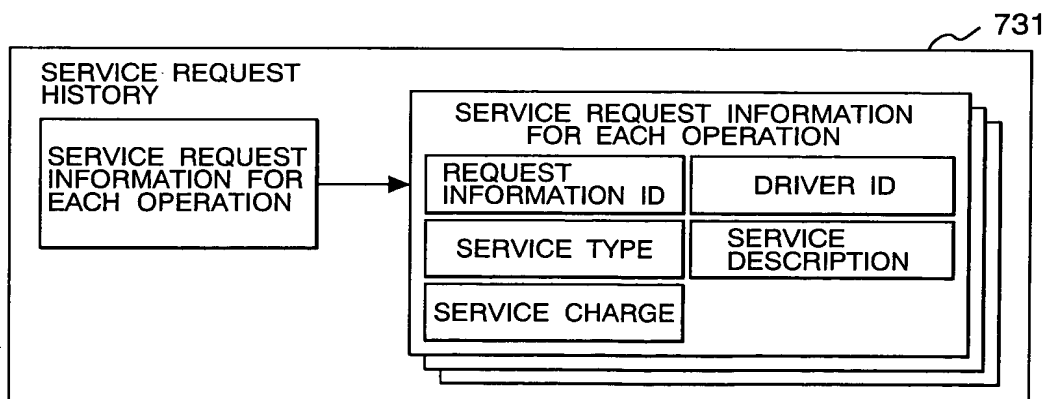 731
SERVICE REQUEST
HISTORY
SERVICE REQUEST
INFORMATION FOR
EACH OPERATION
SERVICE REQUEST INFORMATION
FOR EACH OPERATION
REQUEST
INFORMATION ID
DRIVER ID
SERVICE TYPE
SERVICE
DESCRIPTION
SERVICE CHARGE